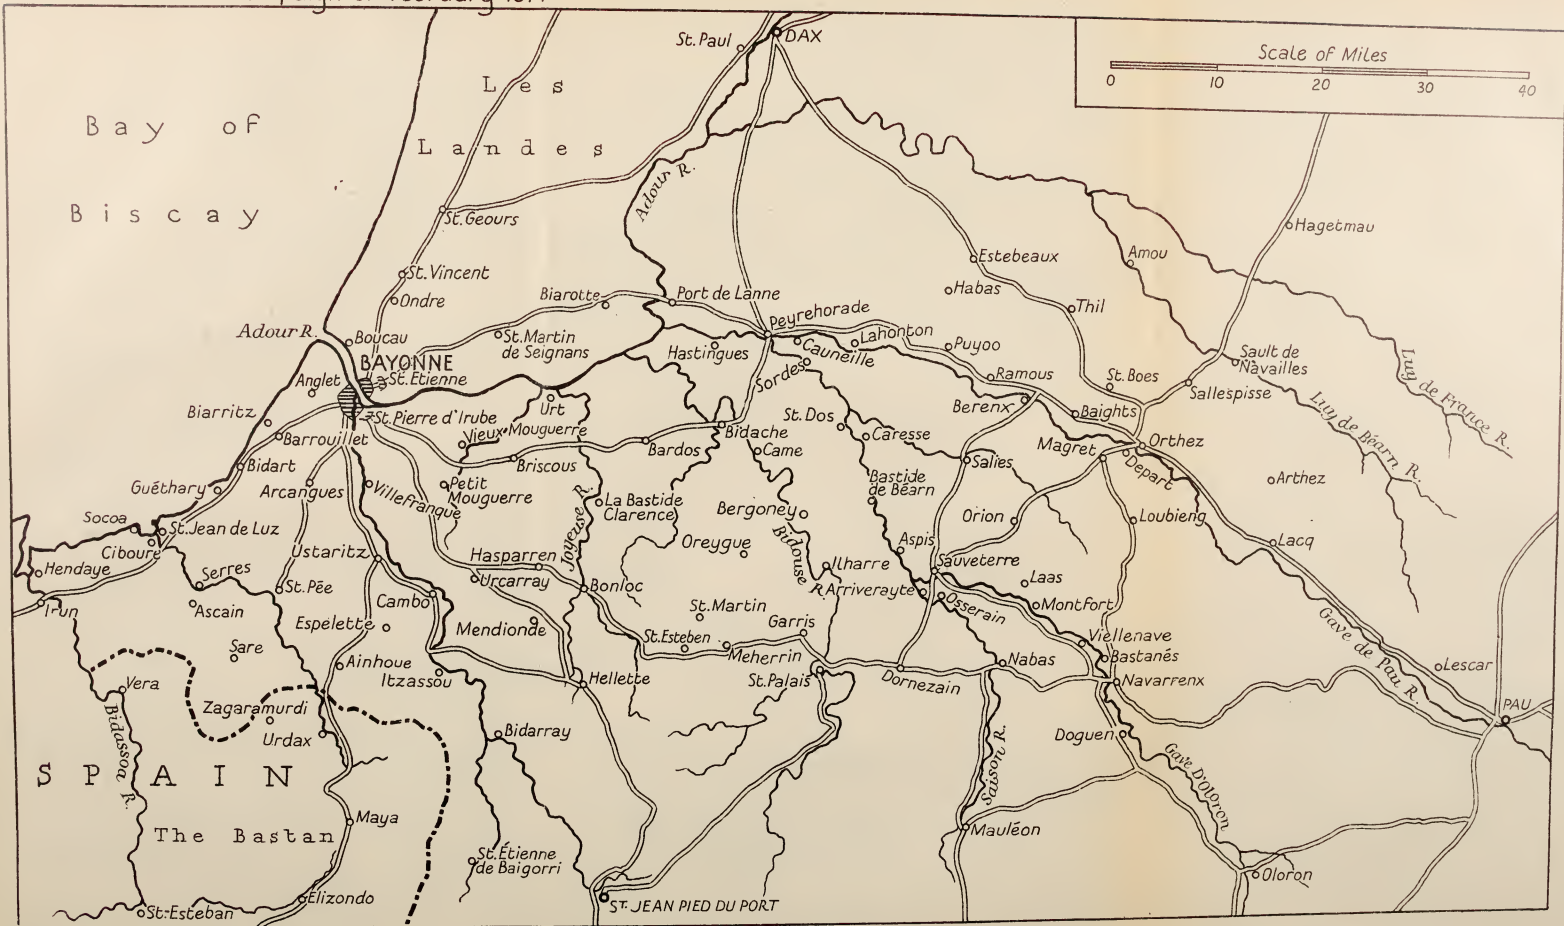 St. Paul
DAX
Scale of Miles
0 10 20 30 40
Les
Landes
Bay of
Biscay
Adour R.
St. Geours
Hagetmau
Estebeaux
Amou
St. Vincent
Ondre
Biarotte
Port de Lanne
Habas
Thil
Adour R.
Boucau
St. Martin
de Seignans
Peyrehorade
Hastingues
Cauneille
Lahonton
Puyoo
Sault de
Navailles
Luy de France R.
BAYONNE
St. Etienne
Anglet
Sordes
Ramous
St. Boes
Sallespisse
Luy de Béarn R.
Biarritz
St. Pierre d'Irube
Urt
St. Dos
Berenx
Baights
Barrouillet
Vieux Mouguerre
Bidache
Caresse
Magret
Orthez
Depart
Bidart
Briscous
Bardos
Came
Salies
Arthez
Guéthary
Arcangues
Villefranque
Petit
Mouguerre
Joyeuse R.
La Bastide
Clarence
Bergoney
Bastide
de Béarn
Orion
Loubieng
Socoa
St. Jean de Luz
Ciboure
Ustaritz
Hasparren
Oreygue
Bidouse R.
Aspis
Lacq
Hendaye
Serres
St. Pée
Urcarray
Bonloc
Ilharre
Arriverayte
Sauveterre
Laas
Irun
Ascain
Cambo
St. Martin
Osserain
Montfort
Espelette
Mendionde
St. Esteben
Garris
Viellenave
Gave de Pau R.
Sare
Meherrin
Bastanés
Ainhoue
Itzassou
Hellette
St. Palais
Dornezain
Nabas
Navarrenx
Lescar
Vera
Zagaramurdi
Urdax
Bidarray
Doguen
PAU
Bidassoa R.
SPAIN
Saison R.
Gave D'Oloron
Maya
The Bastan
Mauléon
St. Étienne
de Baigorri
Oloron
Elizondo
St. Esteban
ST. JEAN PIED DU PORT